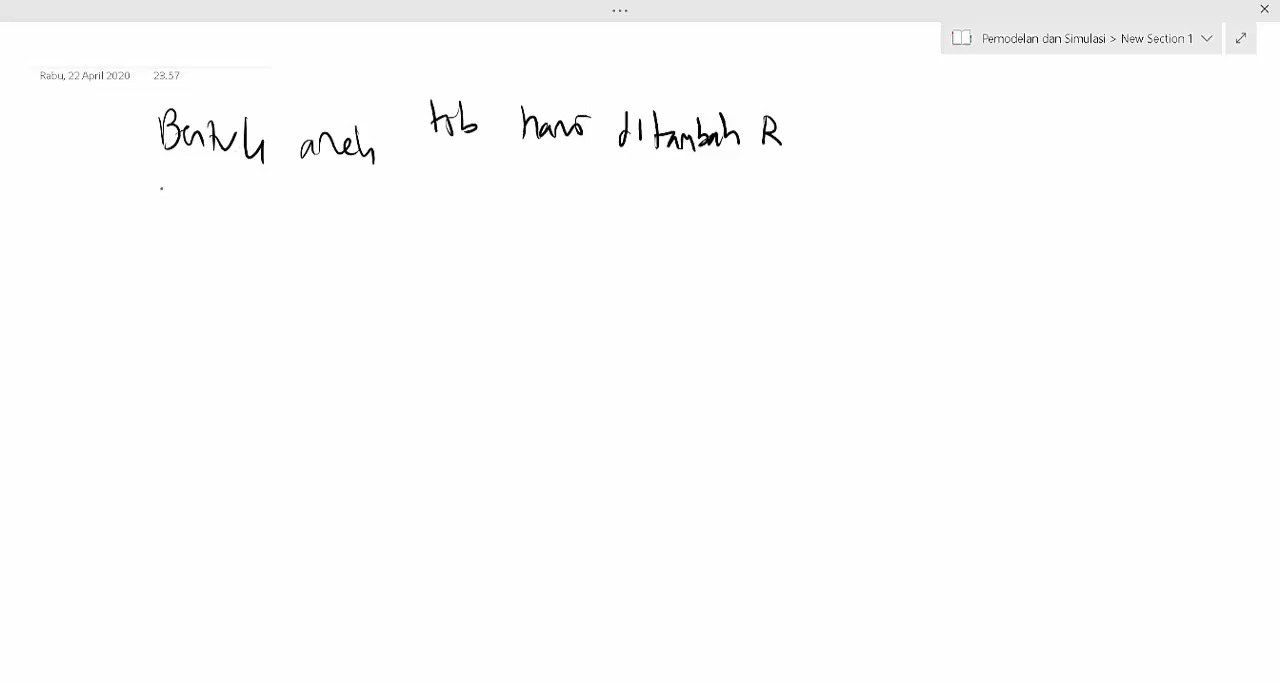 ...
Pemodelan dan Simulasi > New Section 1
Rabu, 22 April 2020 23.57
Bentuk aneh tsb harus ditambah R